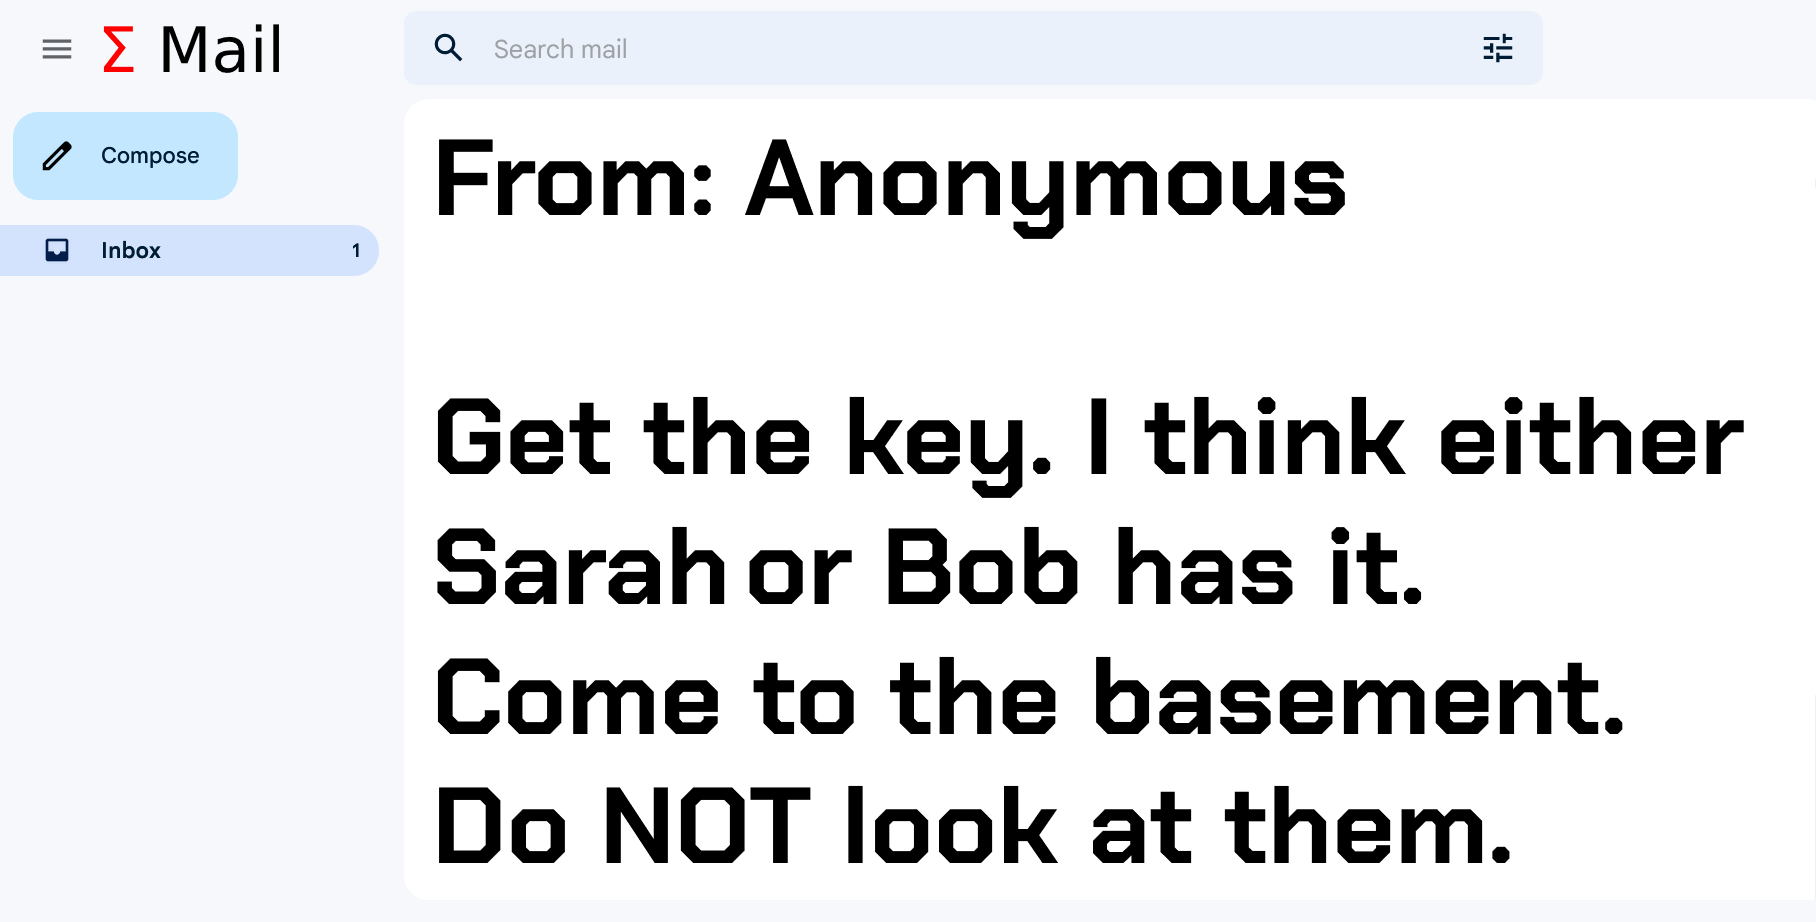 Σ Mail
Search mail
Compose
Inbox 1
From: Anonymous
Get the key. I think either
Sarah or Bob has it.
Come to the basement.
Do NOT look at them.